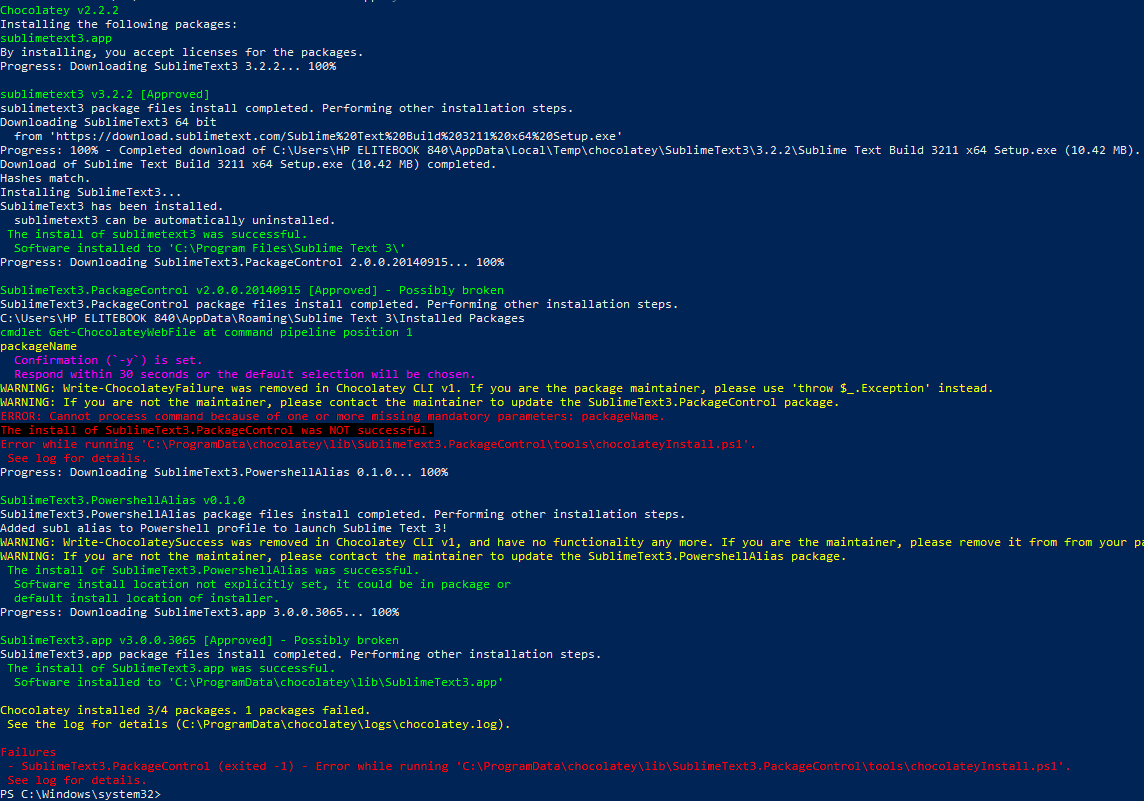 Chocolatey v2.2.2
Installing the following packages:
sublimetext3.app
By installing, you accept licenses for the packages.
Progress: Downloading SublimeText3 3.2.2... 100%
sublimetext3 v3.2.2 [Approved]
sublimetext3 package files install completed. Performing other installation steps.
Downloading SublimeText3 64 bit
  from 'https://download.sublimetext.com/Sublime%20Text%20Build%203211%20x64%20Setup.exe'
Progress: 100% - Completed download of C:\Users\HP ELITEBOOK 840\AppData\Local\Temp\chocolatey\SublimeText3\3.2.2\Sublime Text Build 3211 x64 Setup.exe (10.42 MB).
Download of Sublime Text Build 3211 x64 Setup.exe (10.42 MB) completed.
Hashes match.
Installing SublimeText3...
SublimeText3 has been installed.
  sublimetext3 can be automatically uninstalled.
 The install of sublimetext3 was successful.
  Software installed to 'C:\Program Files\Sublime Text 3\'
Progress: Downloading SublimeText3.PackageControl 2.0.0.20140915... 100%
SublimeText3.PackageControl v2.0.0.20140915 [Approved] - Possibly broken
SublimeText3.PackageControl package files install completed. Performing other installation steps.
C:\Users\HP ELITEBOOK 840\AppData\Roaming\Sublime Text 3\Installed Packages
cmdlet Get-ChocolateyWebFile at command pipeline position 1
packageName
  Confirmation (`-y`) is set.
  Respond within 30 seconds or the default selection will be chosen.
WARNING: Write-ChocolateyFailure was removed in Chocolatey CLI v1. If you are the package maintainer, please use 'throw $_.Exception' instead.
WARNING: If you are not the maintainer, please contact the maintainer to update the SublimeText3.PackageControl package.
ERROR: Cannot process command because of one or more missing mandatory parameters: packageName.
The install of SublimeText3.PackageControl was NOT successful.
Error while running 'C:\ProgramData\chocolatey\lib\SublimeText3.PackageControl\tools\chocolateyInstall.ps1'.
 See log for details.
Progress: Downloading SublimeText3.PowershellAlias 0.1.0... 100%
SublimeText3.PowershellAlias v0.1.0
SublimeText3.PowershellAlias package files install completed. Performing other installation steps.
Added subl alias to Powershell profile to launch Sublime Text 3!
WARNING: Write-ChocolateySuccess was removed in Chocolatey CLI v1, and have no functionality any more. If you are the maintainer, please remove it from from your pa
WARNING: If you are not the maintainer, please contact the maintainer to update the SublimeText3.PowershellAlias package.
 The install of SublimeText3.PowershellAlias was successful.
  Software install location not explicitly set, it could be in package or
  default install location of installer.
Progress: Downloading SublimeText3.app 3.0.0.3065... 100%
SublimeText3.app v3.0.0.3065 [Approved] - Possibly broken
SublimeText3.app package files install completed. Performing other installation steps.
 The install of SublimeText3.app was successful.
  Software installed to 'C:\ProgramData\chocolatey\lib\SublimeText3.app'
Chocolatey installed 3/4 packages. 1 packages failed.
 See the log for details (C:\ProgramData\chocolatey\logs\chocolatey.log).
Failures
 - SublimeText3.PackageControl (exited -1) - Error while running 'C:\ProgramData\chocolatey\lib\SublimeText3.PackageControl\tools\chocolateyInstall.ps1'.
 See log for details.
PS C:\Windows\system32>